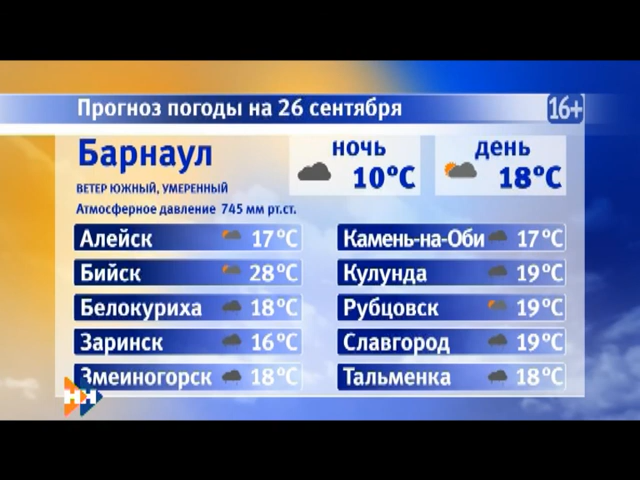 Прогноз погоды на 26 сентября
16+
Барнаул
ночь
10°C
день
18°C
ВЕТЕР ЮЖНЫЙ, УМЕРЕННЫЙ
Атмосферное давление 745 мм рт.ст.
Алейск 17°C
Бийск 28°C
Белокуриха 18°C
Заринск 16°C
Змеиногорск 18°C
Камень-на-Оби 17°C
Кулунда 19°C
Рубцовск 19°C
Славгород 19°C
Тальменка 18°C
НН